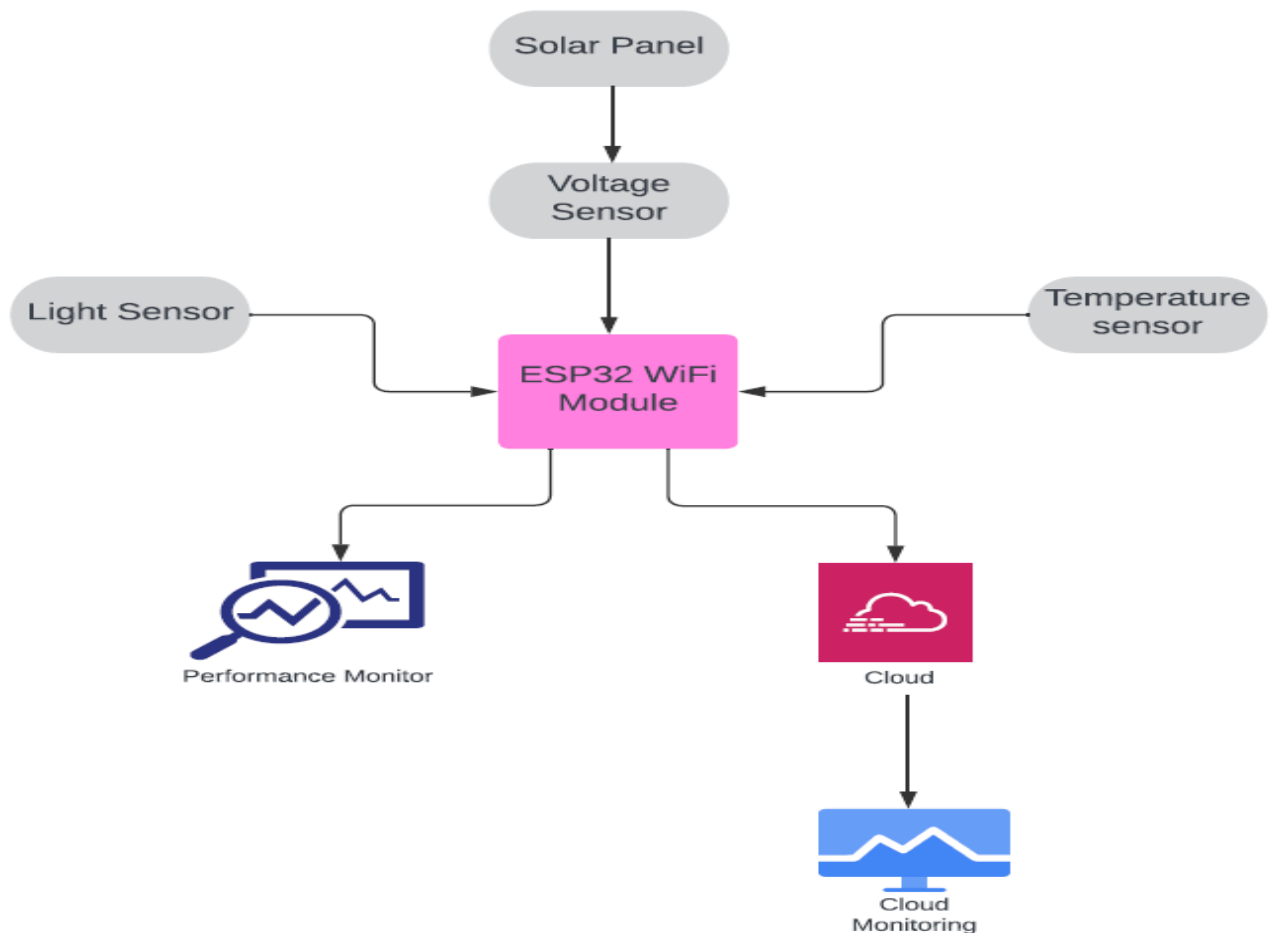 Solar Panel
Voltage
Sensor
Light Sensor
Temperature
sensor
ESP32 WiFi
Module
Performance Monitor
Cloud
Cloud
Monitoring